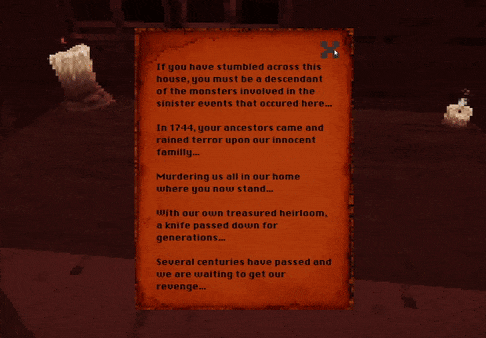 If you have stumbled across this
house, you must be a descendant
of the monsters involved in the
sinister events that occured here...
In 1744, your ancestors came and
rained terror upon our innocent
familly...
Murdering us all in our home
where you now stand...
With our own treasured heirloom,
a knife passed down for
generations...
Several centuries have passed and
we are waiting to get our
revenge...